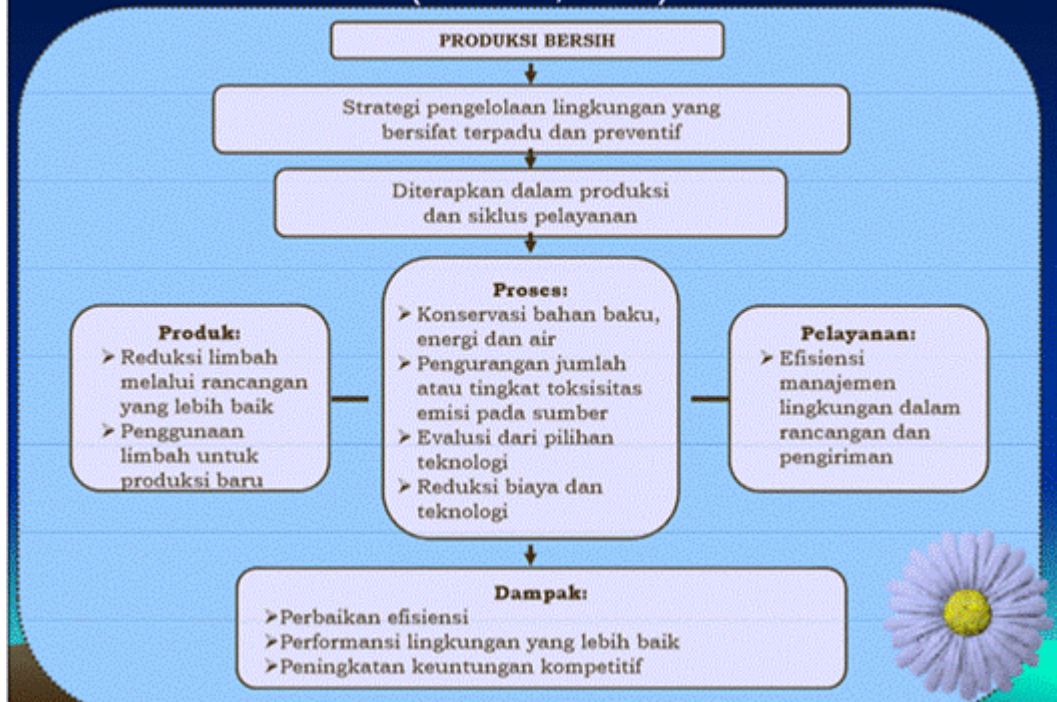 PRODUKSI BERSIH
Strategi pengelolaan lingkungan yang
bersifat terpadu dan preventif
Diterapkan dalam produksi
dan siklus pelayanan
Produk:
➤ Reduksi limbah
melalui rancangan
yang lebih baik
➤ Penggunaan
limbah untuk
produksi baru
Proses:
➤ Konservasi bahan baku,
energi dan air
➤ Pengurangan jumlah
atau tingkat toksisitas
emisi pada sumber
➤ Evalusi dari pilihan
teknologi
➤ Reduksi biaya dan
teknologi
Pelayanan:
➤ Efisiensi
manajemen
lingkungan dalam
rancangan dan
pengiriman
Dampak:
➤Perbaikan efisiensi
➤Performansi lingkungan yang lebih baik
➤Peningkatan keuntungan kompetitif